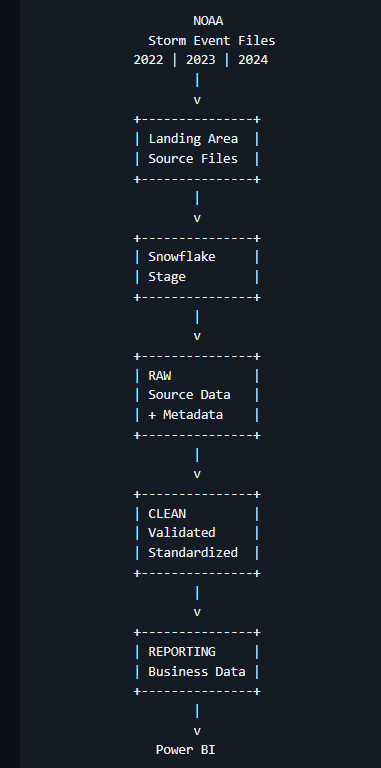 NOAA
Storm Event Files
2022 | 2023 | 2024
|
v
+---------------+
| Landing Area  |
| Source Files  |
+---------------+
|
v
+---------------+
| Snowflake     |
| Stage         |
+---------------+
|
v
+---------------+
| RAW           |
| Source Data   |
| + Metadata    |
+---------------+
|
v
+---------------+
| CLEAN         |
| Validated     |
| Standardized  |
+---------------+
|
v
+---------------+
| REPORTING     |
| Business Data |
+---------------+
|
v
Power BI